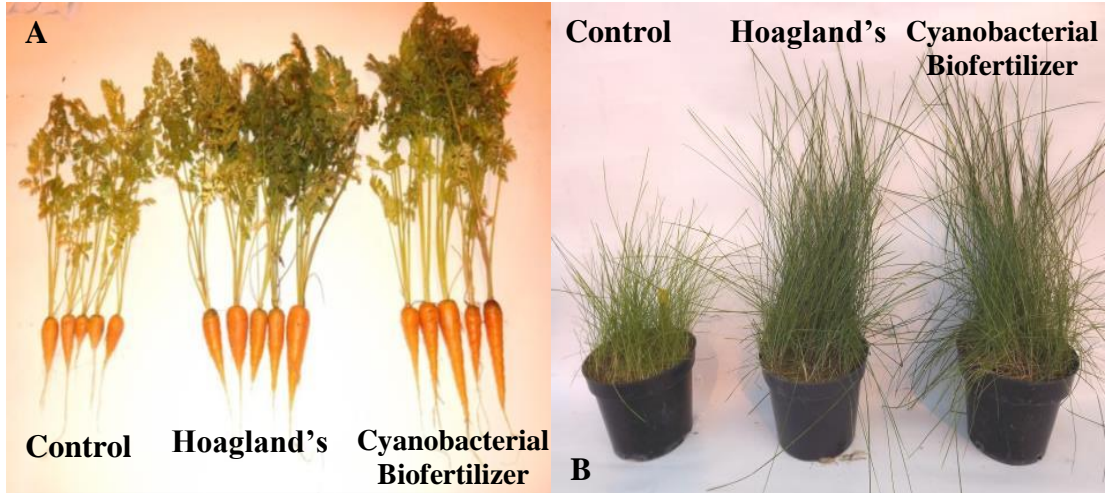 A
Control
Hoagland's
Cyanobacterial
Biofertilizer
Control
Hoagland's
Cyanobacterial
Biofertilizer
B